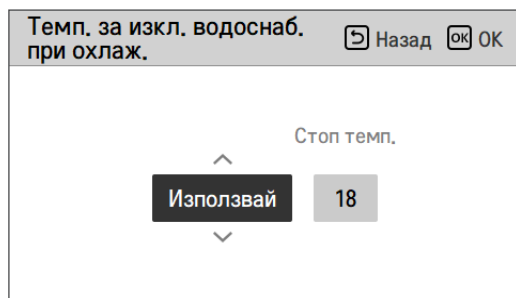 Темп. за изкл. водоснаб.
при охлаж.
Назад OK OK
Стоп темп.
Използвай 18